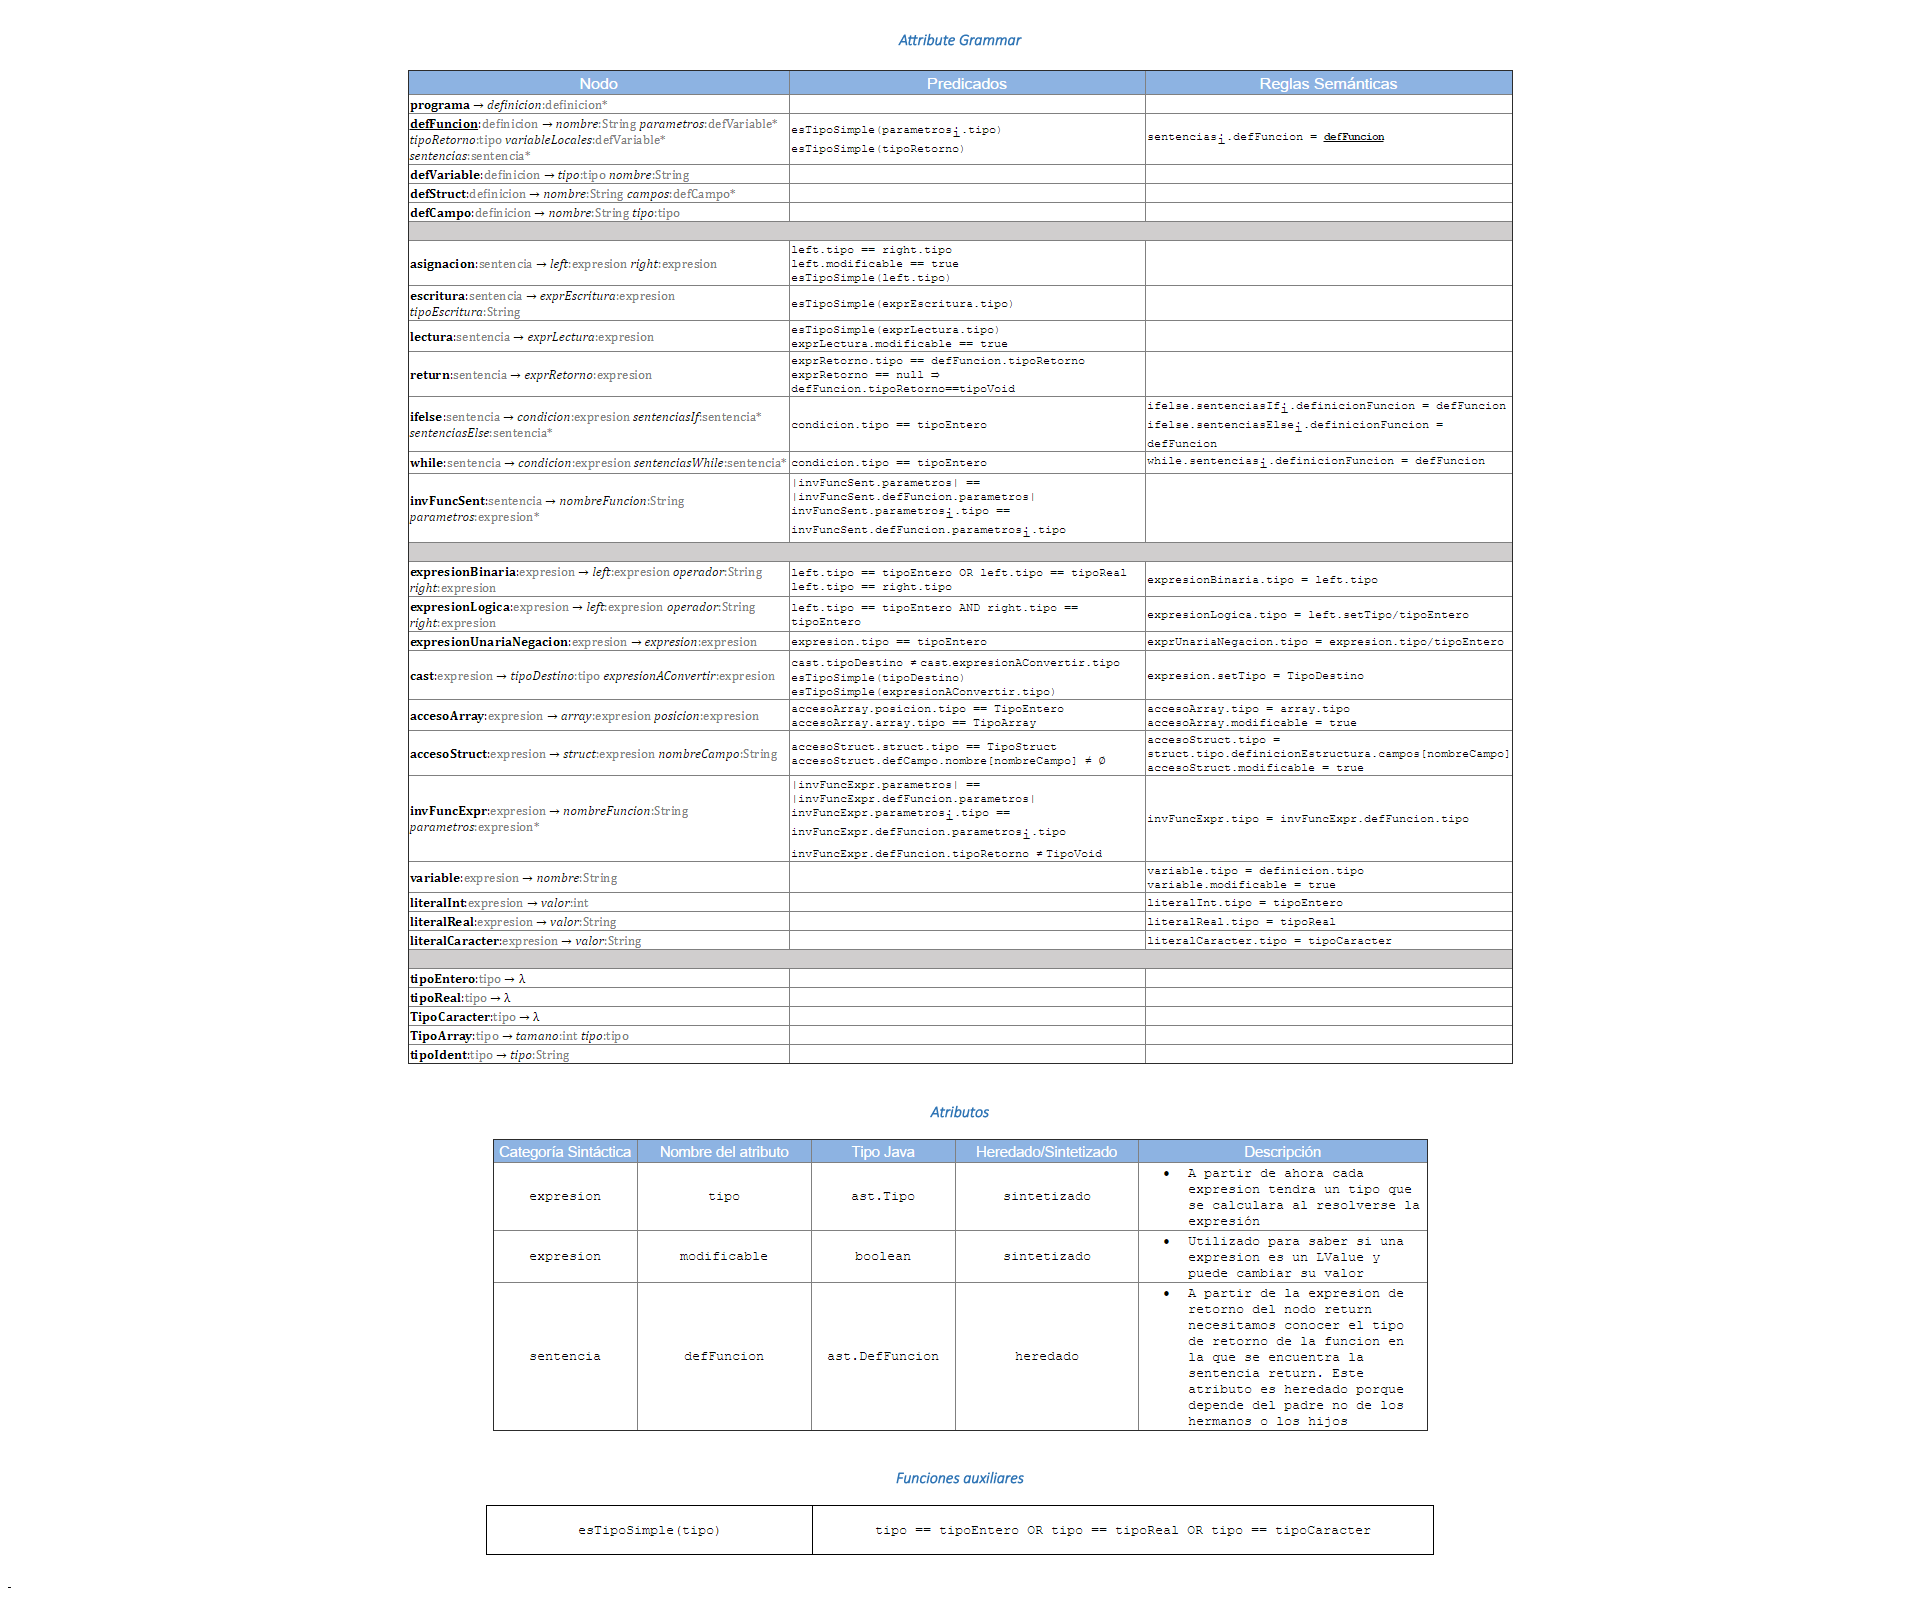 Attribute Grammar
Nodo Predicados Reglas Semánticas
programa → definicion:definicion*
defFuncion:definicion → nombre:String parametros:defVariable*
tipoRetorno:tipo variableLocales:defVariable*
sentencias:sentencia*
esTipoSimple(parametrosᵢ.tipo)
esTipoSimple(tipoRetorno)
sentenciasᵢ.defFuncion = defFuncion
defVariable:definicion → tipo:tipo nombre:String
defStruct:definicion → nombre:String campos:defCampo*
defCampo:definicion → nombre:String tipo:tipo
asignacion:sentencia → left:expresion right:expresion
left.tipo == right.tipo
left.modificable == true
esTipoSimple(left.tipo)
escritura:sentencia → exprEscritura:expresion
tipoEscritura:String
esTipoSimple(exprEscritura.tipo)
lectura:sentencia → exprLectura:expresion
esTipoSimple(exprLectura.tipo)
exprLectura.modificable == true
return:sentencia → exprRetorno:expresion
exprRetorno.tipo == defFuncion.tipoRetorno
exprRetorno == null ⇒
defFuncion.tipoRetorno==tipoVoid
ifelse:sentencia → condicion:expresion sentenciasIf:sentencia*
sentenciasElse:sentencia*
condicion.tipo == tipoEntero
ifelse.sentenciasIfᵢ.definicionFuncion = defFuncion
ifelse.sentenciasElseᵢ.definicionFuncion =
defFuncion
while:sentencia → condicion:expresion sentenciasWhile:sentencia*
condicion.tipo == tipoEntero
while.sentenciasᵢ.definicionFuncion = defFuncion
invFuncSent:sentencia → nombreFuncion:String
parametros:expresion*
|invFuncSent.parametros| ==
|invFuncSent.defFuncion.parametros|
invFuncSent.parametrosᵢ.tipo ==
invFuncSent.defFuncion.parametrosᵢ.tipo
expresionBinaria:expresion → left:expresion operador:String
right:expresion
left.tipo == tipoEntero OR left.tipo == tipoReal
left.tipo == right.tipo
expresionBinaria.tipo = left.tipo
expresionLogica:expresion → left:expresion operador:String
right:expresion
left.tipo == tipoEntero AND right.tipo ==
tipoEntero
expresionLogica.tipo = left.setTipo/tipoEntero
expresionUnariaNegacion:expresion → expresion:expresion
expresion.tipo == tipoEntero
exprUnariaNegacion.tipo = expresion.tipo/tipoEntero
cast:expresion → tipoDestino:tipo expresionAConvertir:expresion
cast.tipoDestino ≠ cast.expresionAConvertir.tipo
esTipoSimple(tipoDestino)
esTipoSimple(expresionAConvertir.tipo)
expresion.setTipo = TipoDestino
accesoArray:expresion → array:expresion posicion:expresion
accesoArray.posicion.tipo == TipoEntero
accesoArray.array.tipo == TipoArray
accesoArray.tipo = array.tipo
accesoArray.modificable = true
accesoStruct:expresion → struct:expresion nombreCampo:String
accesoStruct.struct.tipo == TipoStruct
accesoStruct.defCampo.nombre[nombreCampo] ≠ ∅
accesoStruct.tipo =
struct.tipo.definicionEstructura.campos[nombreCampo]
accesoStruct.modificable = true
invFuncExpr:expresion → nombreFuncion:String
parametros:expresion*
|invFuncExpr.parametros| ==
|invFuncExpr.defFuncion.parametros|
invFuncExpr.parametrosᵢ.tipo ==
invFuncExpr.defFuncion.parametrosᵢ.tipo
invFuncExpr.defFuncion.tipoRetorno ≠ TipoVoid
invFuncExpr.tipo = invFuncExpr.defFuncion.tipo
variable:expresion → nombre:String
variable.tipo = definicion.tipo
variable.modificable = true
literalInt:expresion → valor:int
literalInt.tipo = tipoEntero
literalReal:expresion → valor:String
literalReal.tipo = tipoReal
literalCaracter:expresion → valor:String
literalCaracter.tipo = tipoCaracter
tipoEntero:tipo → λ
tipoReal:tipo → λ
TipoCaracter:tipo → λ
TipoArray:tipo → tamano:int tipo:tipo
tipoIdent:tipo → tipo:String
Atributos
Categoría Sintáctica Nombre del atributo Tipo Java Heredado/Sintetizado Descripción
expresion tipo ast.Tipo sintetizado
• A partir de ahora cada
expresion tendra un tipo que
se calculara al resolverse la
expresión
expresion modificable boolean sintetizado
• Utilizado para saber si una
expresion es un LValue y
puede cambiar su valor
sentencia defFuncion ast.DefFuncion heredado
• A partir de la expresion de
retorno del nodo return
necesitamos conocer el tipo
de retorno de la funcion en
la que se encuentra la
sentencia return. Este
atributo es heredado porque
depende del padre no de los
hermanos o los hijos
Funciones auxiliares
esTipoSimple(tipo) tipo == tipoEntero OR tipo == tipoReal OR tipo == tipoCaracter
-